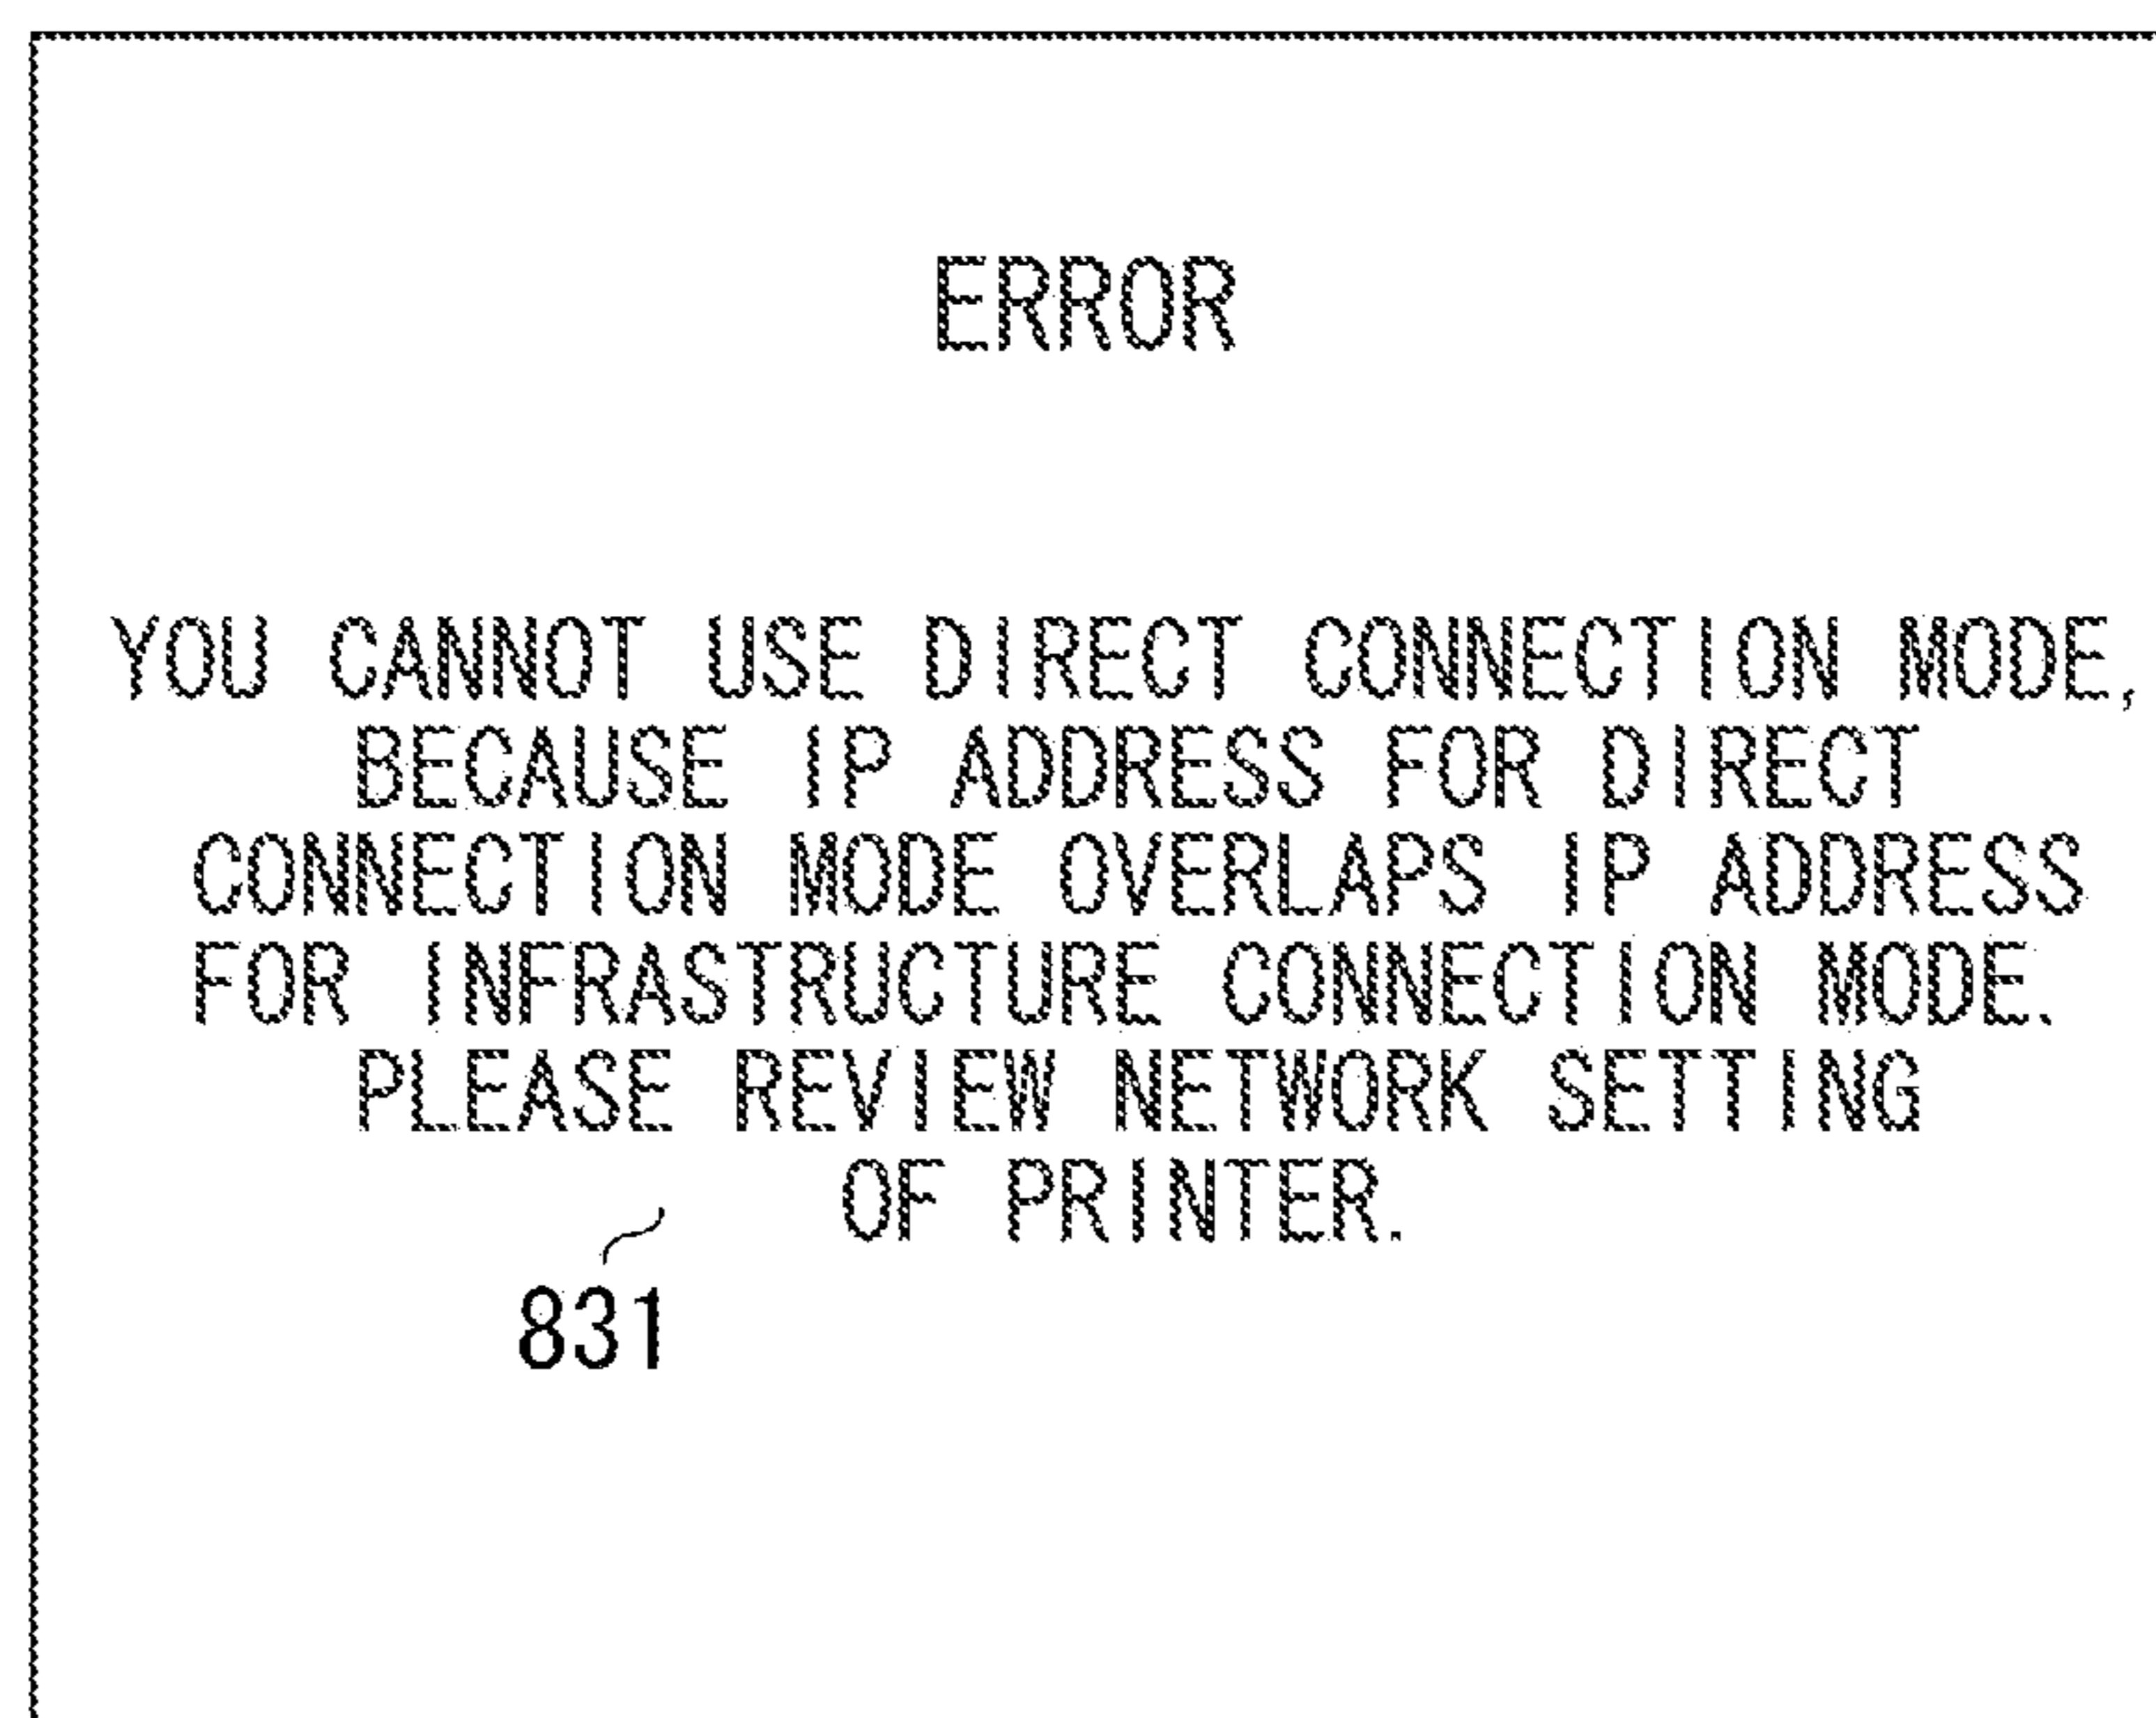 ERROR
YOU CANNOT USE DIRECT CONNECTION MODE,
BECAUSE IP ADDRESS FOR DIRECT
CONNECTION MODE OVERLAPS IP ADDRESS
FOR INFRASTRUCTURE CONNECTION MODE.
PLEASE REVIEW NETWORK SETTING
OF PRINTER.
831